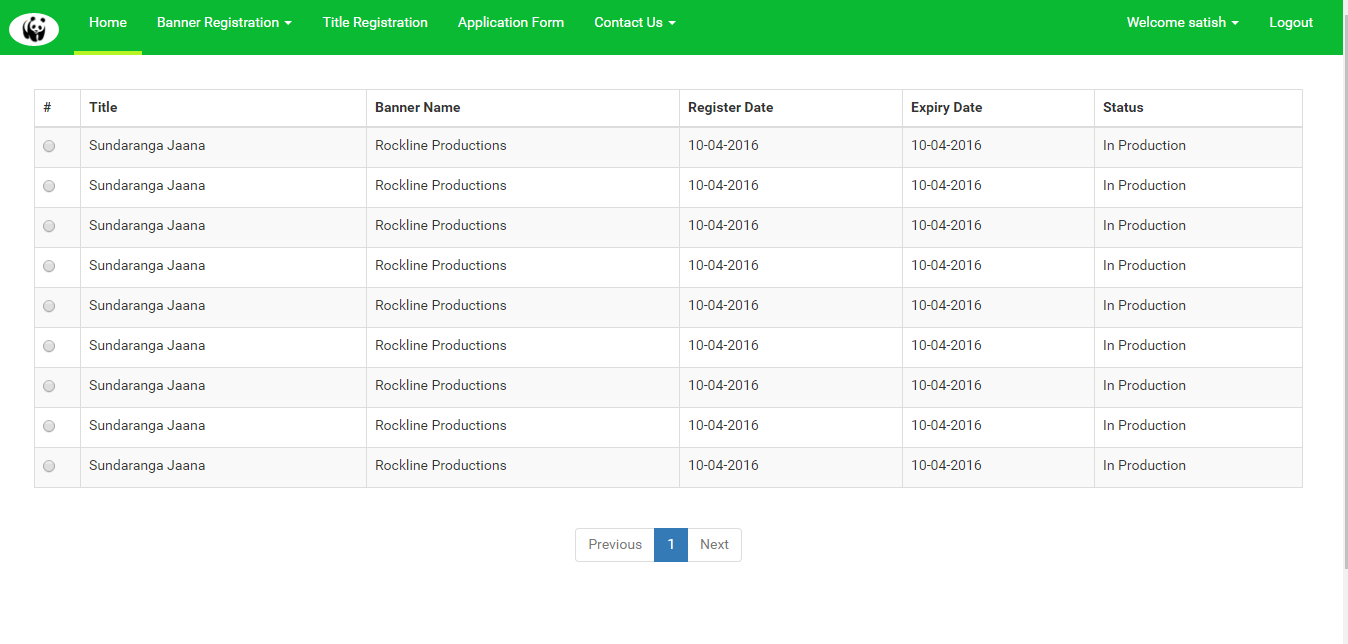 Home Banner Registration Title Registration Application Form Contact Us Welcome satish Logout
# Title Banner Name Register Date Expiry Date Status
Sundaranga Jaana Rockline Productions 10-04-2016 10-04-2016 In Production
Sundaranga Jaana Rockline Productions 10-04-2016 10-04-2016 In Production
Sundaranga Jaana Rockline Productions 10-04-2016 10-04-2016 In Production
Sundaranga Jaana Rockline Productions 10-04-2016 10-04-2016 In Production
Sundaranga Jaana Rockline Productions 10-04-2016 10-04-2016 In Production
Sundaranga Jaana Rockline Productions 10-04-2016 10-04-2016 In Production
Sundaranga Jaana Rockline Productions 10-04-2016 10-04-2016 In Production
Sundaranga Jaana Rockline Productions 10-04-2016 10-04-2016 In Production
Sundaranga Jaana Rockline Productions 10-04-2016 10-04-2016 In Production
Previous 1 Next